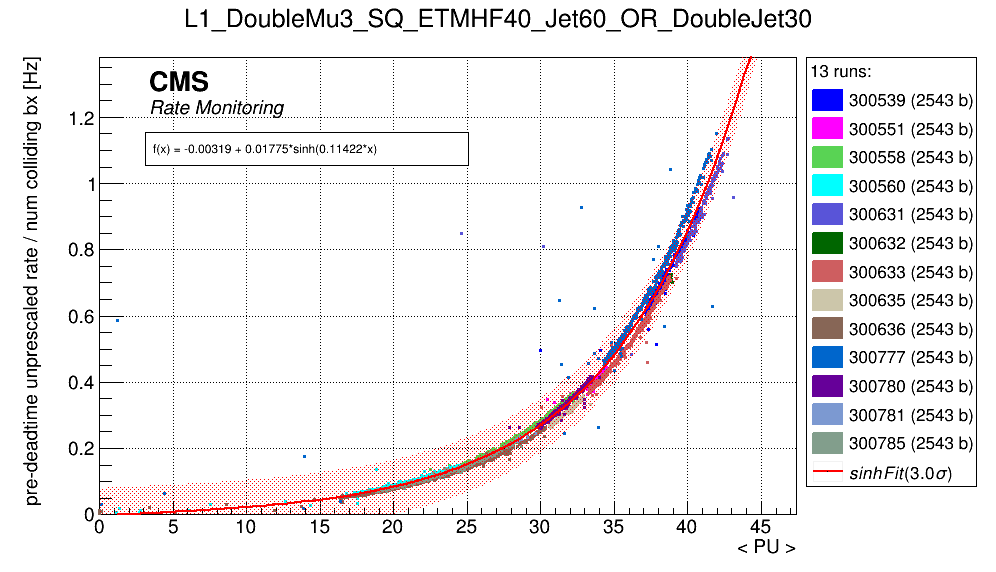 L1_DoubleMu3_SQ_ETMHF40_Jet60_OR_DoubleJet30
pre-deadtime unprescaled rate / num colliding bx [Hz]
CMS
Rate Monitoring
f(x) = -0.00319 + 0.01775*sinh(0.11422*x)
1.2
1
0.8
0.6
0.4
0.2
0
0 5 10 15 20 25 30 35 40 45
< PU >
13 runs:
300539 (2543 b)
300551 (2543 b)
300558 (2543 b)
300560 (2543 b)
300631 (2543 b)
300632 (2543 b)
300633 (2543 b)
300635 (2543 b)
300636 (2543 b)
300777 (2543 b)
300780 (2543 b)
300781 (2543 b)
300785 (2543 b)
sinhFit(3.0σ)